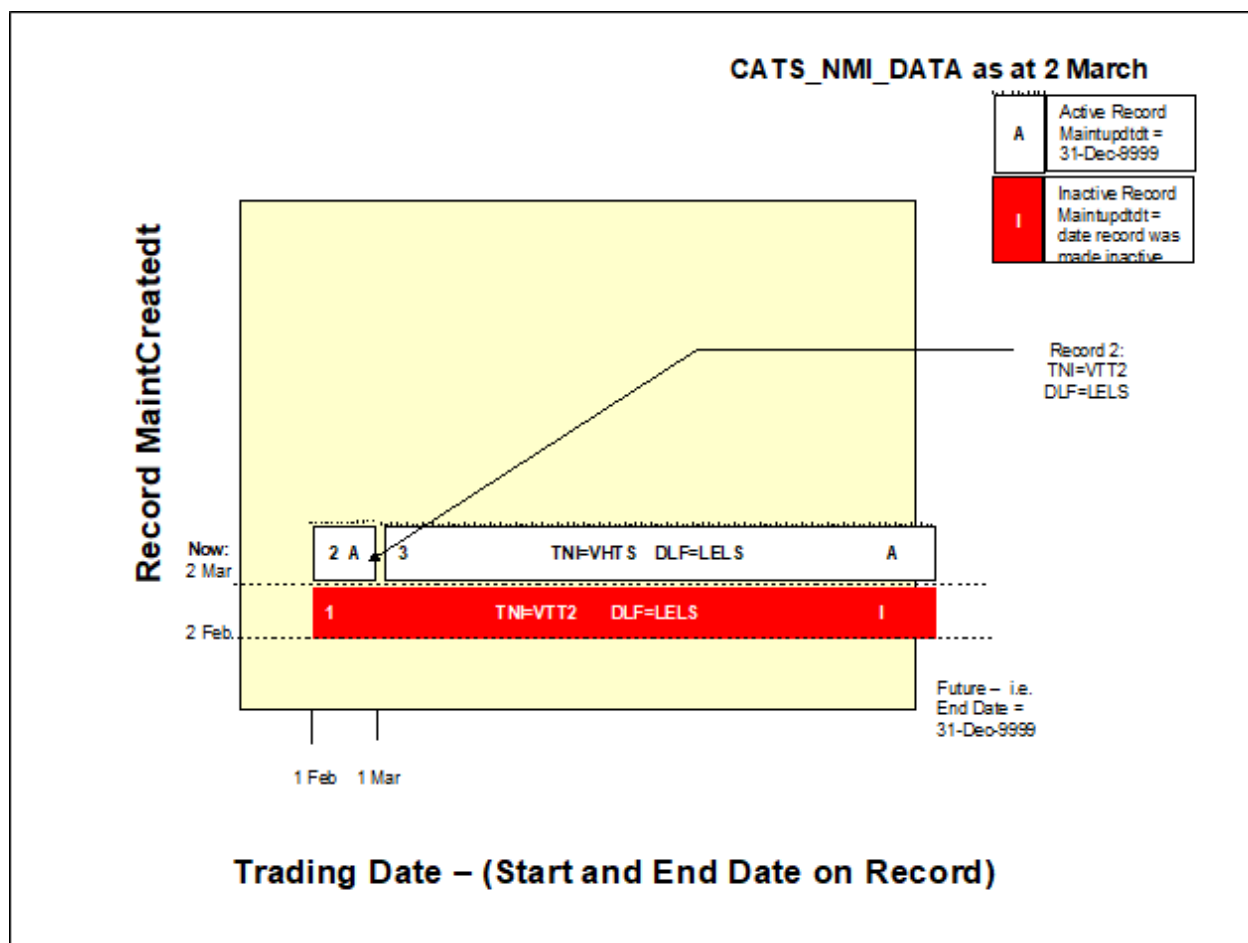 CATS_NMI_DATA as at 2 March
A
Active Record
Maintupdtdt =
31-Dec-9999
I
Inactive Record
Maintupdtdt =
date record was
made inactive
Record MaintCreatedt
Record 2:
TNI=VTT2
DLF=LELS
Now:
2 Mar
2 A
3 TNI=VHTS DLF=LELS A
1 TNI=VTT2 DLF=LELS I
2 Feb
Future – i.e.
End Date =
31-Dec-9999
1 Feb 1 Mar
Trading Date – (Start and End Date on Record)